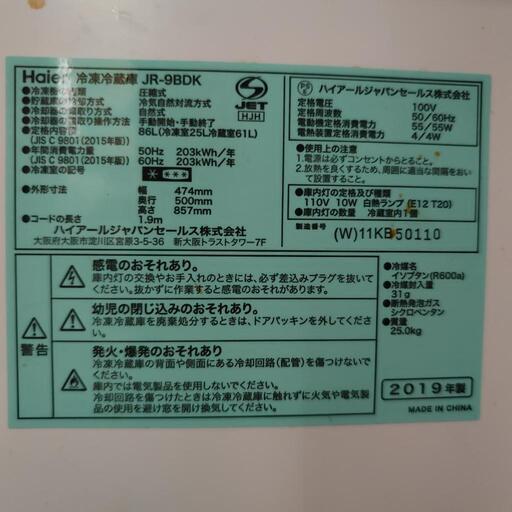 Haier 冷凍冷蔵庫 JR-9BDK
●冷凍機の種類 圧縮式
●貯蔵庫の冷却方式 冷気自然対流方式
●冷却器の霜取り方式 自然式
●冷却器の霜取り操作方法 手動開始・手動終了
●定格内容積 86L(冷凍室25L冷蔵室61L)
(JIS C 9801(2015年版))
●年間消費電力量 50Hz 203kWh/年
(JIS C 9801(2015年版)) 60Hz 203kWh/年
●冷凍室の記号
●外形寸法 幅 474mm
奥行 500mm
高さ 857mm
●コードの長さ 1.9m
ハイアールジャパンセールス株式会社
大阪府大阪市淀川区宮原3-5-36 新大阪トラストタワー7F
JET
HJH
PS
E
ハイアールジャパンセールス株式会社
定格電圧 100V
定格周波数 50/60Hz
電動機定格消費電力 55/55W
電熱装置定格消費電力 4/4W
●使用上の注意
1.電源は必ずコンセントからとること。
2.放熱を良くするため、周囲に適当な間隔をおいて設置すること。
●庫内灯の定格及び種類
110V 10W 白熱ランプ (E12 T20)
●庫内灯の位置 冷蔵室内1個
製造番号 (W)11KB50110
警告
感電のおそれあり。
庫内灯の交換やお手入れのときには、必ず差込みプラグを抜いて
ください。抜かずに作業すると感電のおそれがあります。
幼児の閉じ込みのおそれあり。
冷凍冷蔵庫を廃棄処分するときは、ドアパッキンを外してくだ
さい。
発火・爆発のおそれあり
冷凍冷蔵庫の背面や側面にある冷却回路(配管)を傷つけないで
ください。
庫内では電気製品を使用しないでください。
冷却回路を傷つけたときは冷凍冷蔵庫に触れずに火気や電気製
品の使用を避け窓を開け換気してください。
●冷媒名
イソブタン(R600a)
●冷媒封入量
31g
●断熱発泡ガス
シクロペンタン
●質量
25.0kg
2019年製
MADE IN CHINA